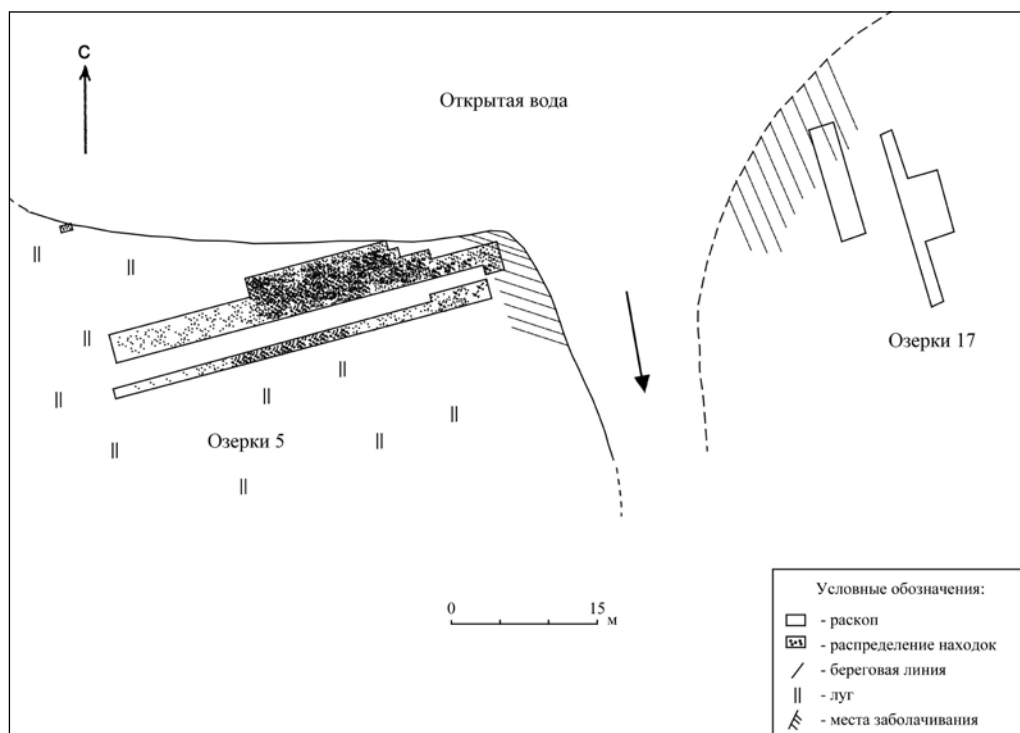 С
Открытая вода
Озерки 17
Озерки 5
0 15
м
Условные обозначения:
- раскоп
- распределение находок
- береговая линия
- луг
- места заболачивания